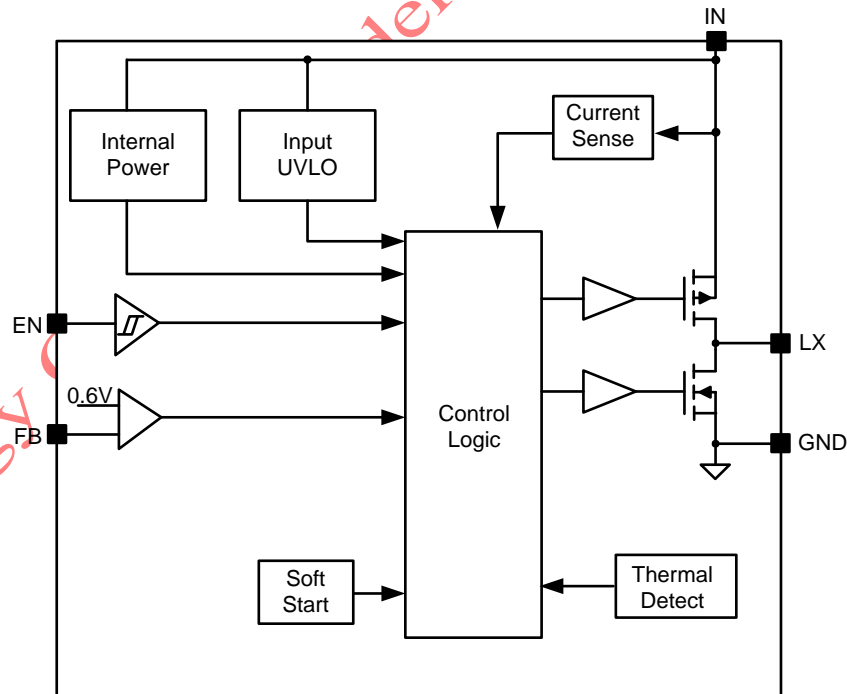 IN
Internal
Power
Input
UVLO
Current
Sense
EN
0.6V
FB
Control
Logic
LX
GND
Soft
Start
Thermal
Detect